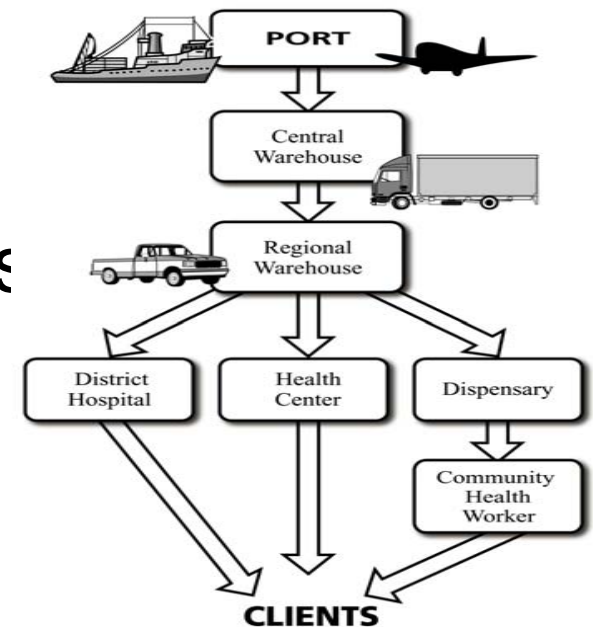 PORT
Central
Warehouse
Regional
Warehouse
s
District
Hospital
Health
Center
Dispensary
Community
Health
Worker
CLIENTS